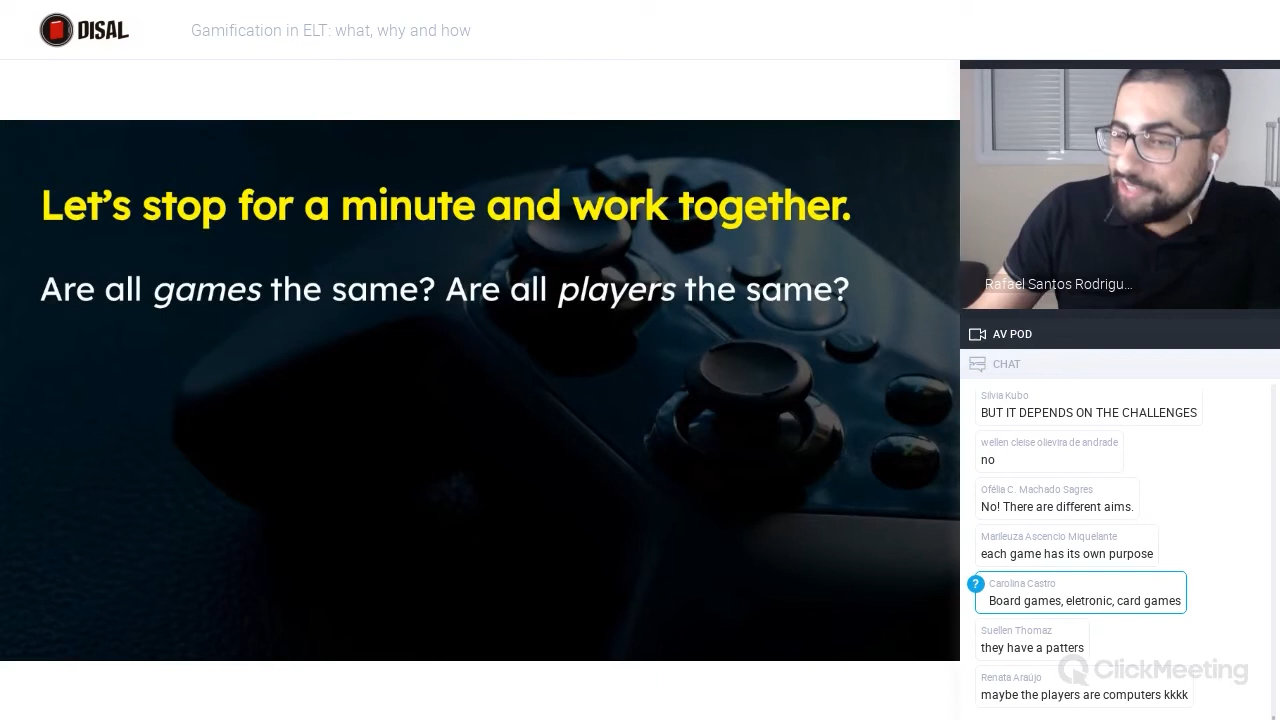 DISAL
Gamification in ELT: what, why and how
Let's stop for a minute and work together.
Are all games the same? Are all players the same?
Rafael Santos Rodrigu...
AV POD
CHAT
Silvia Kubo
BUT IT DEPENDS ON THE CHALLENGES
wellen cleise olievira de andrade
no
Ofélia C. Machado Sagres
No! There are different aims.
Marileuza Ascencio Miquelante
each game has its own purpose
?
Carolina Castro
Board games, eletronic, card games
Suellen Thomaz
they have a patters
Renata Araújo
maybe the players are computers kkkk
ClickMeeting